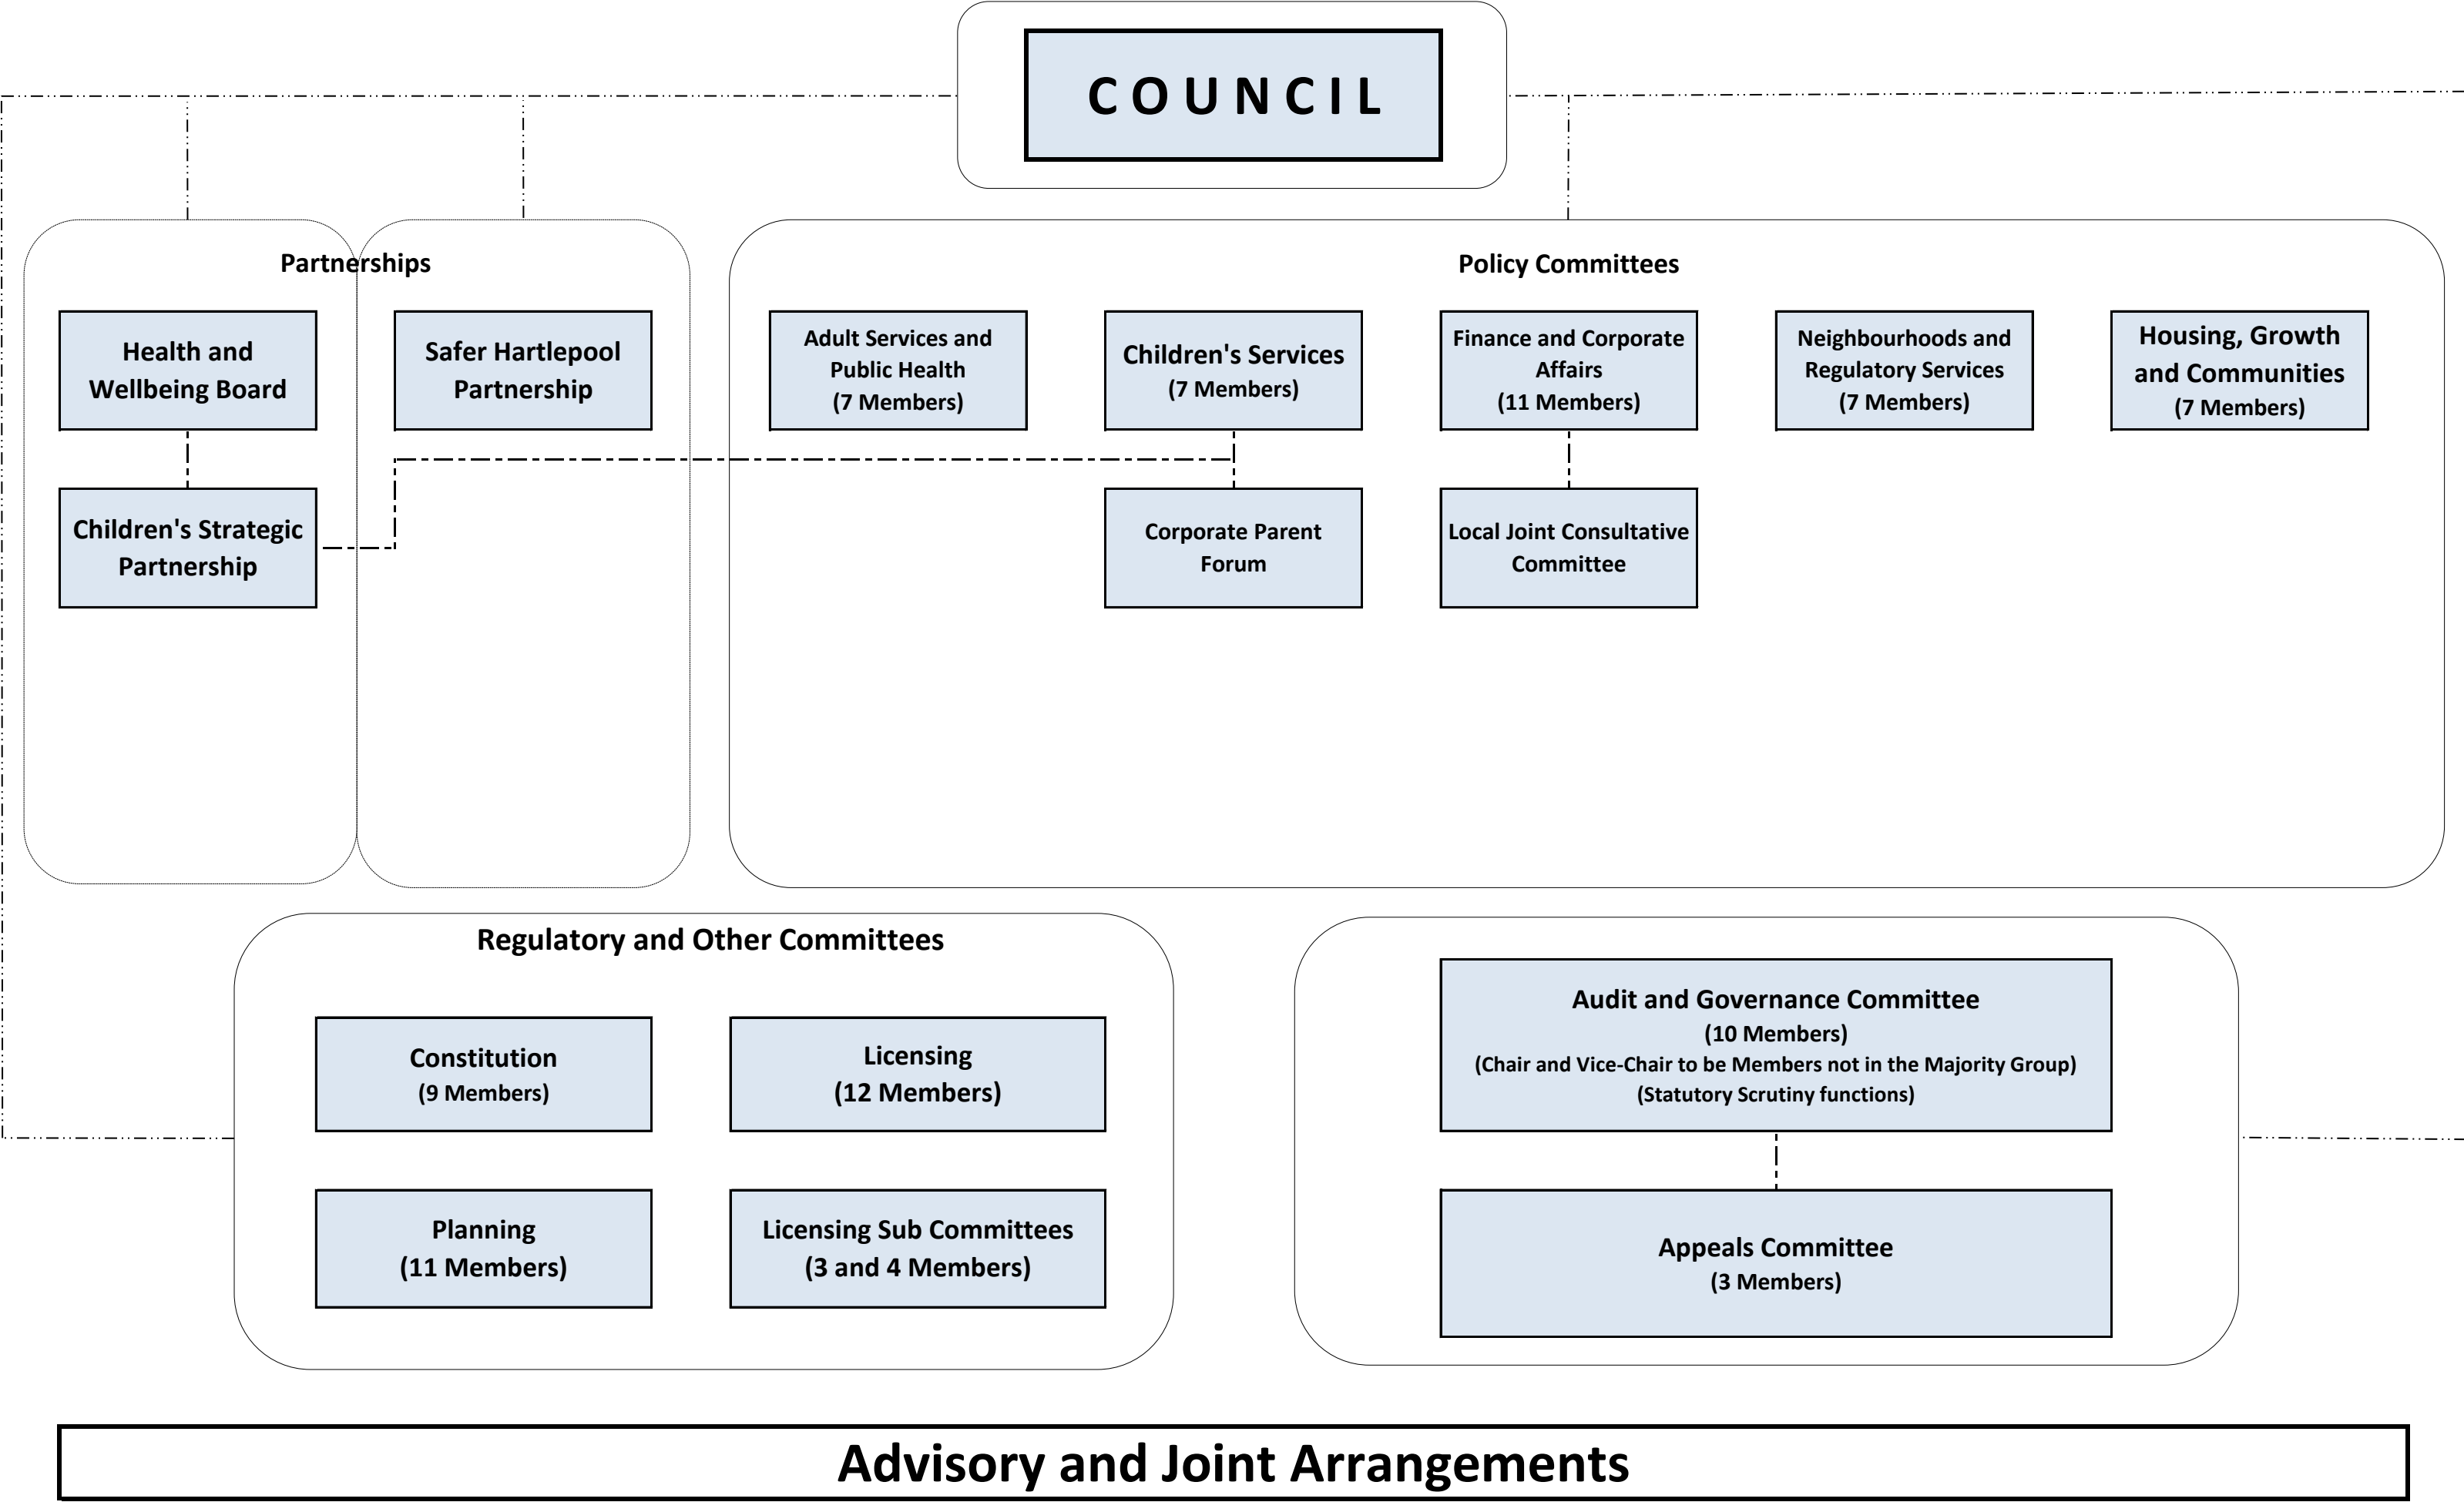 COUNCIL
Partnerships
Policy Committees
Health and
Wellbeing Board
Safer Hartlepool
Partnership
Adult Services and
Public Health
(7 Members)
Children's Services
(7 Members)
Finance and Corporate
Affairs
(11 Members)
Neighbourhoods and
Regulatory Services
(7 Members)
Housing, Growth
and Communities
(7 Members)
Children's Strategic
Partnership
Corporate Parent
Forum
Local Joint Consultative
Committee
Regulatory and Other Committees
Constitution
(9 Members)
Licensing
(12 Members)
Planning
(11 Members)
Licensing Sub Committees
(3 and 4 Members)
Audit and Governance Committee
(10 Members)
(Chair and Vice-Chair to be Members not in the Majority Group)
(Statutory Scrutiny functions)
Appeals Committee
(3 Members)
Advisory and Joint Arrangements